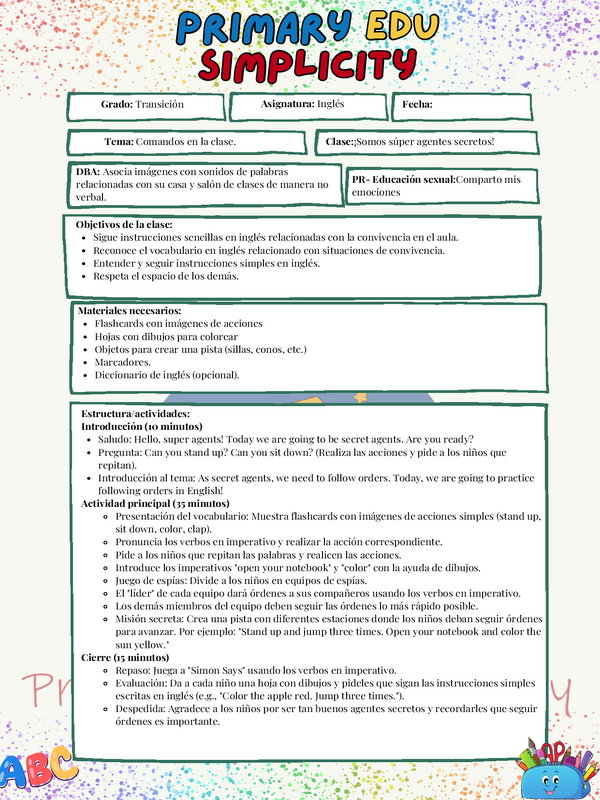 PRIMARY EDU
SIMPLICITY
Grado: Transición
Asignatura: Inglés
Fecha:
Tema: Comandos en la clase.
Clase:¡Somos súper agentes secretos!
DBA: Asocia imágenes con sonidos de palabras
relacionadas con su casa y salón de clases de manera no
verbal.
PR- Educación sexual:Comparto mis
emociones
Objetivos de la clase:
• Sigue instrucciones sencillas en inglés relacionadas con la convivencia en el aula.
• Reconoce el vocabulario en inglés relacionado con situaciones de convivencia.
• Entender y seguir instrucciones simples en inglés.
• Respeta el espacio de los demás.
Materiales necesarios:
• Flashcards con imágenes de acciones
• Hojas con dibujos para colorear
• Objetos para crear una pista (sillas, conos, etc.)
• Marcadores.
• Diccionario de inglés (opcional).
Estructura/actividades:
Introducción (10 minutos)
• Saludo: Hello, super agents! Today we are going to be secret agents. Are you ready?
• Pregunta: Can you stand up? Can you sit down? (Realiza las acciones y pide a los niños que
repitan).
• Introducción al tema: As secret agents, we need to follow orders. Today, we are going to practice
following orders in English!
Actividad principal (35 minutos)
◦ Presentación del vocabulario: Muestra flashcards con imágenes de acciones simples (stand up,
sit down, color, clap).
◦ Pronuncia los verbos en imperativo y realizar la acción correspondiente.
◦ Pide a los niños que repitan las palabras y realicen las acciones.
◦ Introduce los imperativos "open your notebook" y "color" con la ayuda de dibujos.
◦ Juego de espías: Divide a los niños en equipos de espías.
◦ El "líder" de cada equipo dará órdenes a sus compañeros usando los verbos en imperativo.
◦ Los demás miembros del equipo deben seguir las órdenes lo más rápido posible.
◦ Misión secreta: Crea una pista con diferentes estaciones donde los niños deban seguir órdenes
para avanzar. Por ejemplo: "Stand up and jump three times. Open your notebook and color the
sun yellow."
Cierre (15 minutos)
◦ Repaso: Juega a "Simon Says" usando los verbos en imperativo.
◦ Evaluación: Da a cada niño una hoja con dibujos y pideles que sigan las instrucciones simples
escritas en inglés (e.g., "Color the apple red. Jump three times.").
◦ Despedida: Agradece a los niños por ser tan buenos agentes secretos y recordarles que seguir
órdenes es importante.
ABC